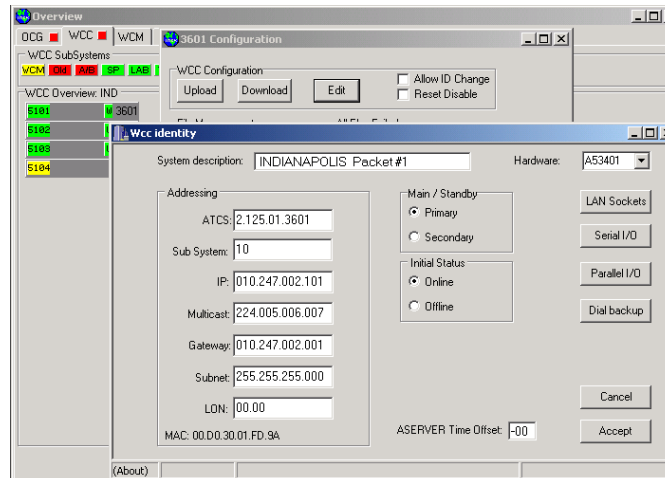 Overview
OCG WCC WCM
WCC SubSystems
WCM Old A/B SP LAB
WCC Overview: IND
5101 W 3601
5102
5103
5104
3601 Configuration
WCC Configuration
Upload Download Edit
Allow ID Change
Reset Disable
Wcc identity
System description: INDIANAPOLIS Packet #1 Hardware: A53401
Addressing
ATCS: 2.125.01.3601
Sub System: 10
IP: 010.247.002.101
Multicast: 224.005.006.007
Gateway: 010.247.002.001
Subnet: 255.255.255.000
LON: 00.00
MAC: 00.D0.30.01.FD.9A
Main / Standby
Primary
Secondary
Initial Status
Online
Offline
ASERVER Time Offset: -00
LAN Sockets
Serial I/O
Parallel I/O
Dial backup
Cancel
Accept
(About)